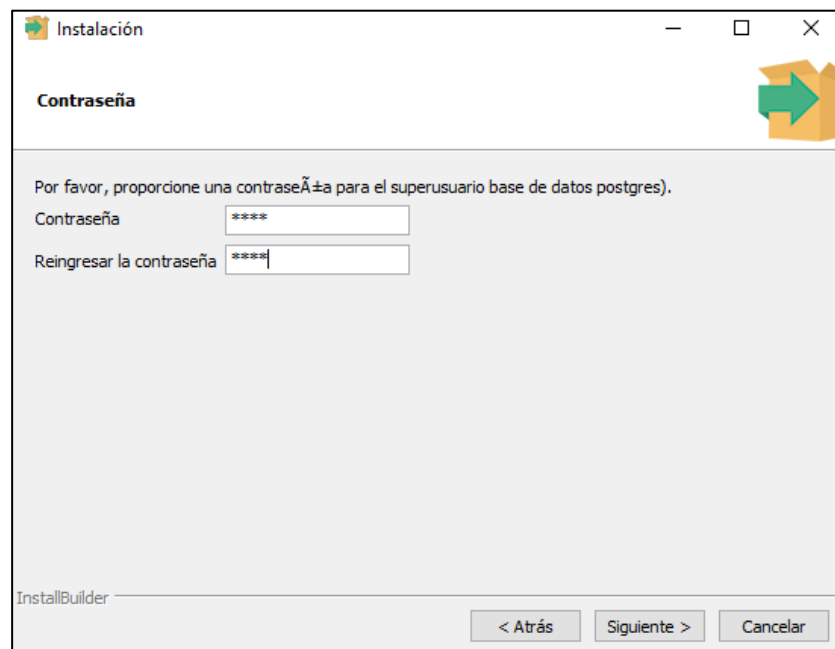 Instalación
Contraseña
Por favor, proporcione una contraseÃ±a para el superusuario base de datos postgres).
Contraseña ****
Reingresar la contraseña ****
InstallBuilder
< Atrás Siguiente > Cancelar